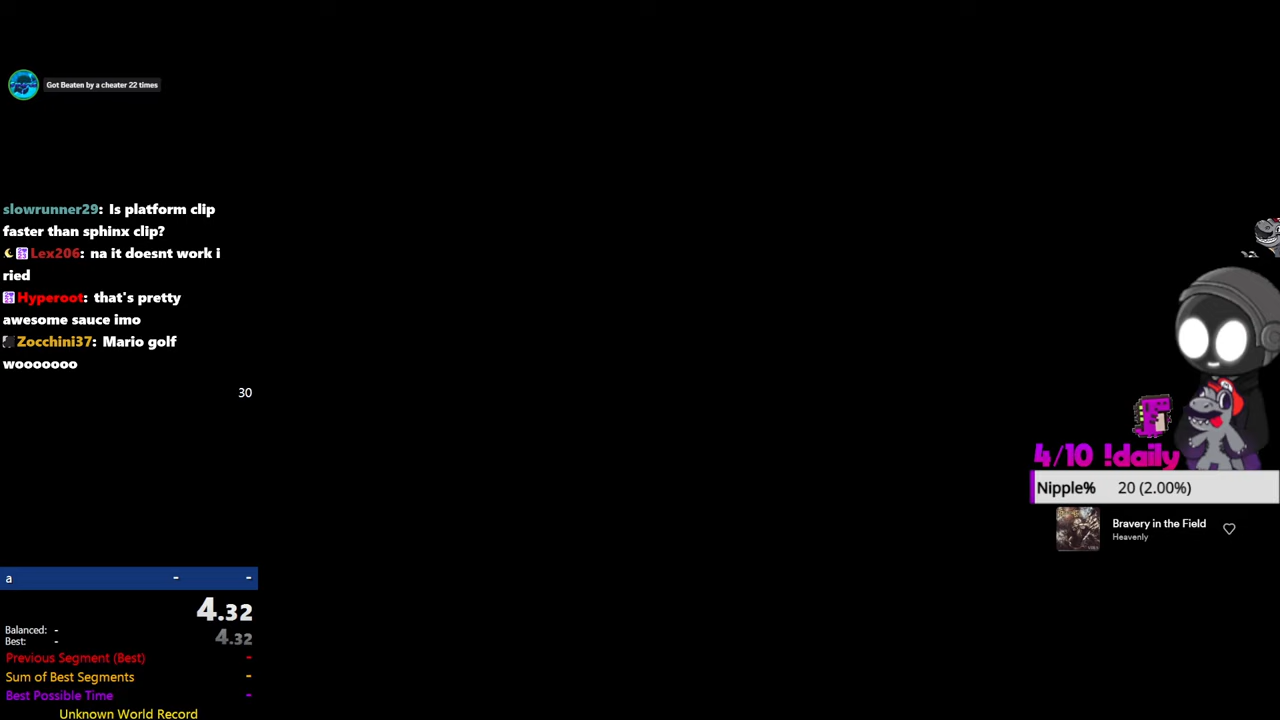 Got Beaten by a cheater 22 times
slowrunner29: Is platform clip
faster than sphinx clip?
Lex206: na it doesnt work i
ried
Hyperoot: that's pretty
awesome sauce imo
Zocchini37: Mario golf
wooooooo
30
4/10 !daily
Nipple% 20 (2.00%)
Bravery in the Field
Heavenly
a - -
4.32
Balanced: -
4.32
Best: -
Previous Segment (Best) -
Sum of Best Segments -
Best Possible Time -
Unknown World Record